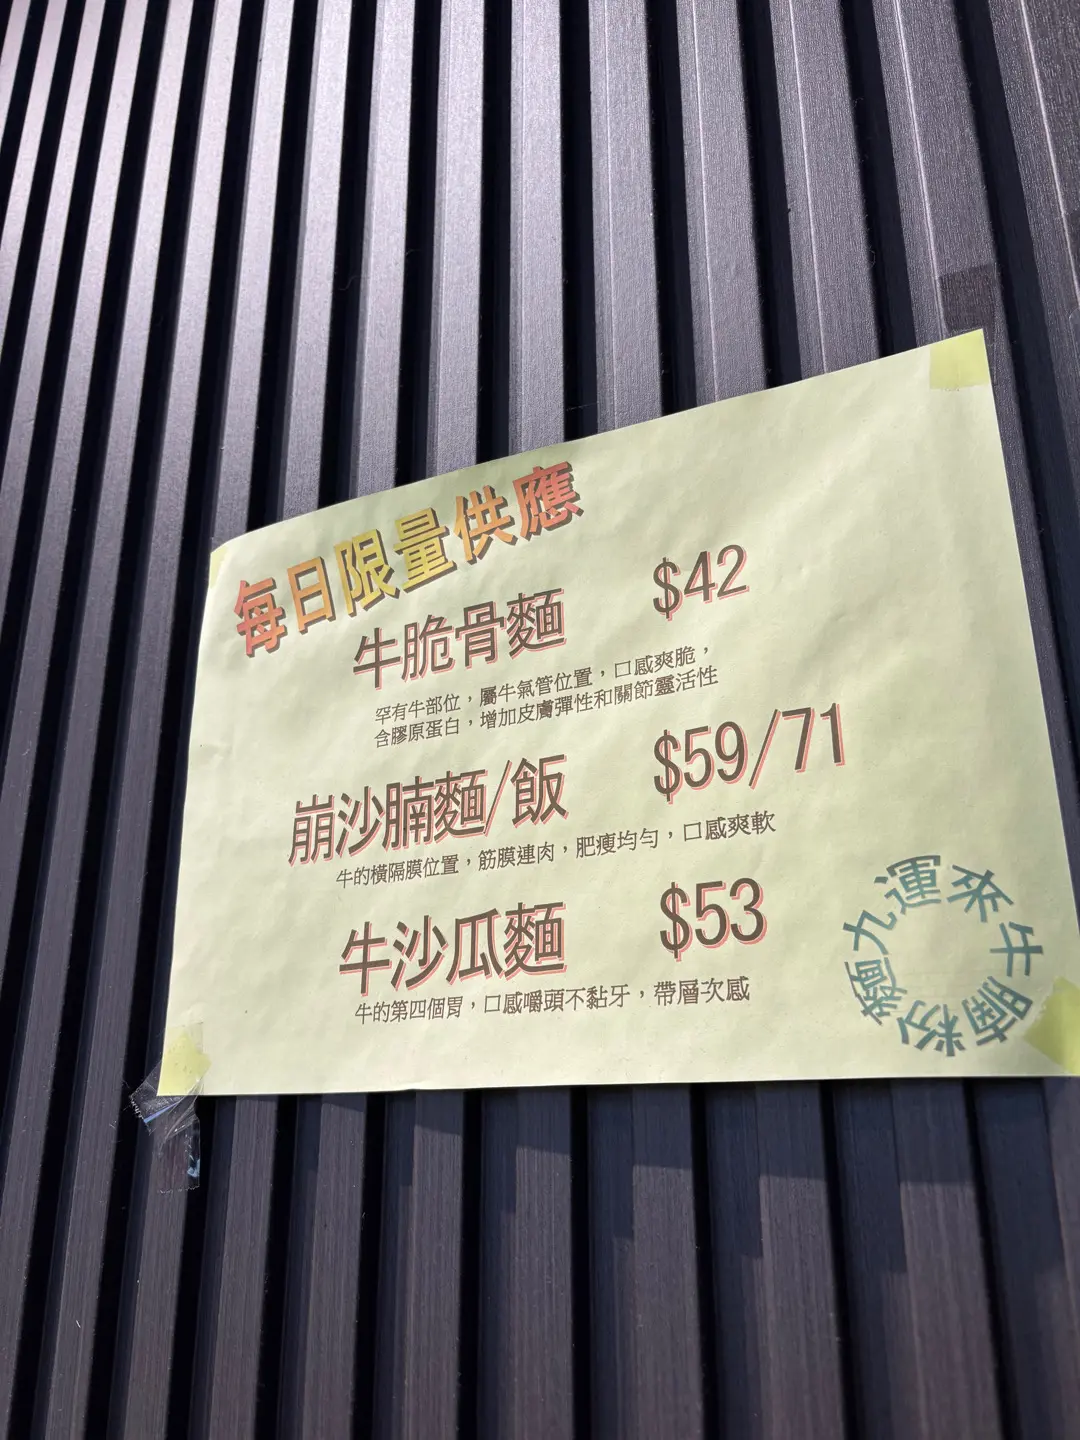 每日限量供應
牛脆骨麵 $42
罕有牛部位，屬牛氣管位置，口感爽脆，
含膠原蛋白，增加皮膚彈性和關節靈活性
崩沙腩麵/飯 $59/71
牛的橫隔膜位置，筋膜連肉，肥瘦均勻，口感爽軟
牛沙瓜麵 $53
牛的第四個胃，口感嚼頭不黏牙，帶層次感
九運來牛腩粉麵